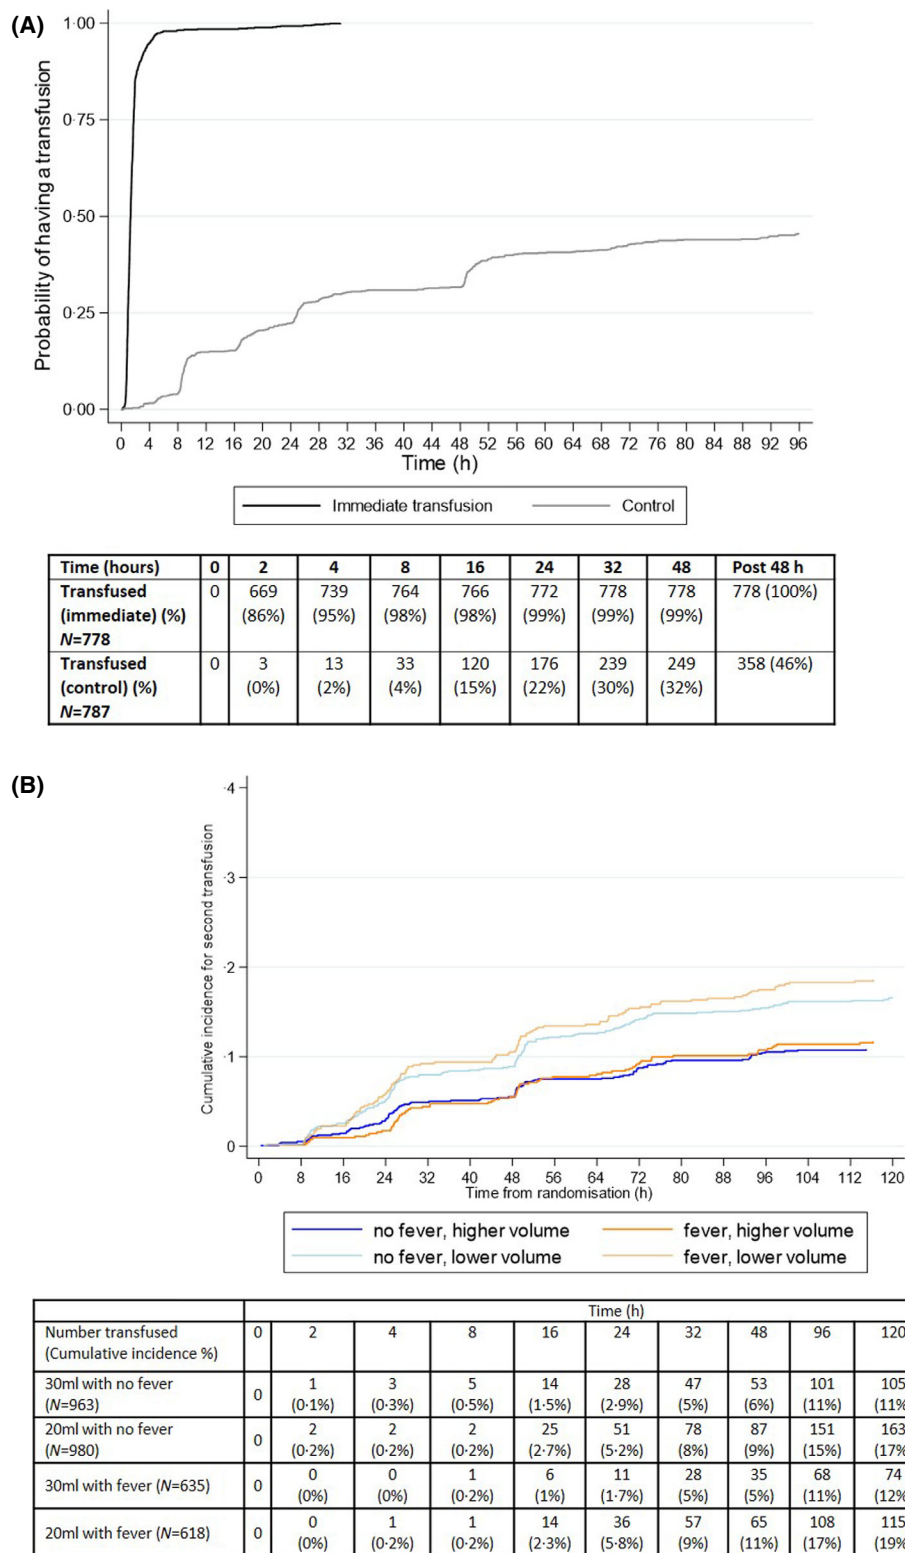 (A)
1·00
0·75
0·50
0·25
0·00
Probability of having a transfusion
0 4 8 12 16 20 24 28 32 36 40 44 48 52 56 60 64 68 72 76 80 84 88 92 96
Time (h)
Immediate transfusion Control
Time (hours) 0 2 4 8 16 24 32 48 Post 48 h
Transfused 0 669 739 764 766 772 778 778 778 (100%)
(immediate) (%) (86%) (95%) (98%) (98%) (99%) (99%) (99%)
N=778
Transfused 0 3 13 33 120 176 239 249 358 (46%)
(control) (%) (0%) (2%) (4%) (15%) (22%) (30%) (32%)
N=787
(B)
·4
·3
·2
·1
0
Cumulative incidence for second transfusion
0 8 16 24 32 40 48 56 64 72 80 88 96 104 112 120
Time from randomisation (h)
no fever, higher volume fever, higher volume
no fever, lower volume fever, lower volume
Time (h)
Number transfused 0 2 4 8 16 24 32 48 96 120
(Cumulative incidence %)
30ml with no fever 0 1 3 5 14 28 47 53 101 105
(N=963) (0·1%) (0·3%) (0·5%) (1·5%) (2·9%) (5%) (6%) (11%) (11%
20ml with no fever 0 2 2 2 25 51 78 87 151 163
(N=980) (0·2%) (0·2%) (0·2%) (2·7%) (5·2%) (8%) (9%) (15%) (17%
30ml with fever (N=635) 0 0 0 1 6 11 28 35 68 74
(0%) (0%) (0·2%) (1%) (1·7%) (5%) (5%) (11%) (12%
20ml with fever (N=618) 0 0 1 1 14 36 57 65 108 115
(0%) (0·2%) (0·2%) (2·3%) (5·8%) (9%) (11%) (17%) (19%